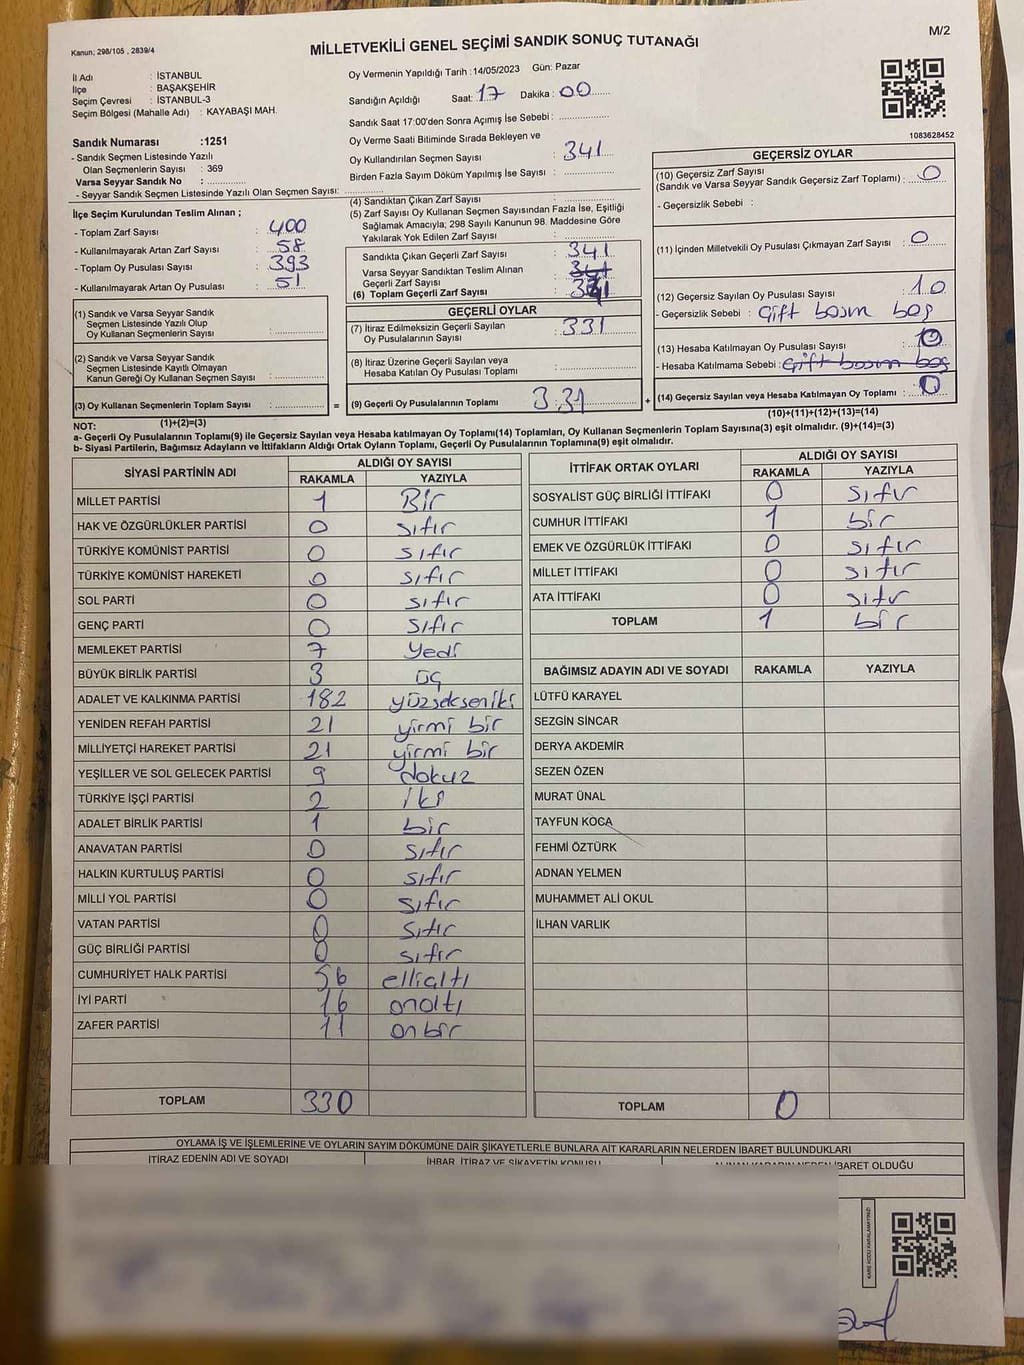 Kanun; 298/105 , 2839/4
MİLLETVEKİLİ GENEL SEÇİMİ SANDIK SONUÇ TUTANAĞI
M/2
İl Adı : İSTANBUL
İlçe : BAŞAKŞEHİR
Seçim Çevresi : İSTANBUL-3
Seçim Bölgesi (Mahalle Adı) : KAYABAŞI MAH.
Sandık Numarası :1251
- Sandık Seçmen Listesinde Yazılı
Olan Seçmenlerin Sayısı : 369
Varsa Seyyar Sandık No :
- Seyyar Sandık Seçmen Listesinde Yazılı Olan Seçmen Sayısı:
Oy Vermenin Yapıldığı Tarih :14/05/2023 Gün: Pazar
Sandığın Açıldığı Saat: 17 Dakika : 00
Sandık Saat 17:00'den Sonra Açımış İse Sebebi :
Oy Verme Saati Bitiminde Sırada Bekleyen ve
Oy Kullandırılan Seçmen Sayısı : 341
Birden Fazla Sayım Döküm Yapılmış İse Sayısı :
1083628452
İlçe Seçim Kurulundan Teslim Alınan ;
- Toplam Zarf Sayısı : 400
- Kullanılmayarak Artan Zarf Sayısı : 58
- Toplam Oy Pusulası Sayısı : 393
- Kullanılmayarak Artan Oy Pusulası : 51
(1) Sandık ve Varsa Seyyar Sandık
Seçmen Listesinde Yazılı Olup
Oy Kullanan Seçmenlerin Sayısı :
(2) Sandık ve Varsa Seyyar Sandık
Seçmen Listesinde Kayıtlı Olmayan
Kanun Gereği Oy Kullanan Seçmen Sayısı :
(3) Oy Kullanan Seçmenlerin Toplam Sayısı :
(1)+(2)=(3)
(4) Sandıktan Çıkan Zarf Sayısı :
(5) Zarf Sayısı Oy Kullanan Seçmen Sayısından Fazla İse, Eşitliği
Sağlamak Amacıyla; 298 Sayılı Kanunun 98. Maddesine Göre
Yakılarak Yok Edilen Zarf Sayısı :
Sandıkta Çıkan Geçerli Zarf Sayısı : 341
Varsa Seyyar Sandıktan Teslim Alınan
Geçerli Zarf Sayısı : 341
(6) Toplam Geçerli Zarf Sayısı : 341
GEÇERLİ OYLAR
(7) İtiraz Edilmeksizin Geçerli Sayılan
Oy Pusulalarının Sayısı : 331
(8) İtiraz Üzerine Geçerli Sayılan veya
Hesaba Katılan Oy Pusulası Toplamı :
= (9) Geçerli Oy Pusulalarının Toplamı : 331 +
GEÇERSİZ OYLAR
(10) Geçersiz Zarf Sayısı
(Sandık ve Varsa Seyyar Sandık Geçersiz Zarf Toplamı) : 0
- Geçersizlik Sebebi :
(11) İçinden Milletvekili Oy Pusulası Çıkmayan Zarf Sayısı : 0
(12) Geçersiz Sayılan Oy Pusulası Sayısı : 10
- Geçersizlik Sebebi : Çift basım boş
(13) Hesaba Katılmayan Oy Pusulası Sayısı :
- Hesaba Katılmama Sebebi : Çift basım boş
(14) Geçersiz Sayılan veya Hesaba Katılmayan Oy Toplamı :
(10)+(11)+(12)+(13)=(14)
NOT:
a- Geçerli Oy Pusulalarının Toplamı(9) ile Geçersiz Sayılan veya Hesaba katılmayan Oy Toplamı(14) Toplamları, Oy Kullanan Seçmenlerin Toplam Sayısına(3) eşit olmalıdır. (9)+(14)=(3)
b- Siyasi Partilerin, Bağımsız Adayların ve İttifakların Aldığı Ortak Oyların Toplamı, Geçerli Oy Pusulalarının Toplamına(9) eşit olmalıdır.
SİYASİ PARTİNİN ADI ALDIĞI OY SAYISI
RAKAMLA YAZIYLA
MİLLET PARTİSİ 1 Bir
HAK VE ÖZGÜRLÜKLER PARTİSİ 0 sıfır
TÜRKİYE KOMÜNİST PARTİSİ 0 sıfır
TÜRKİYE KOMÜNİST HAREKETİ 0 sıfır
SOL PARTİ 0 sıfır
GENÇ PARTİ 0 sıfır
MEMLEKET PARTİSİ 7 yedi
BÜYÜK BİRLİK PARTİSİ 3 üç
ADALET VE KALKINMA PARTİSİ 182 yüzsekseniki
YENİDEN REFAH PARTİSİ 21 yirmi bir
MİLLİYETÇİ HAREKET PARTİSİ 21 yirmi bir
YEŞİLLER VE SOL GELECEK PARTİSİ 9 dokuz
TÜRKİYE İŞÇİ PARTİSİ 2 iki
ADALET BİRLİK PARTİSİ 1 bir
ANAVATAN PARTİSİ 0 sıfır
HALKIN KURTULUŞ PARTİSİ 0 sıfır
MİLLİ YOL PARTİSİ 0 sıfır
VATAN PARTİSİ 0 sıfır
GÜÇ BİRLİĞİ PARTİSİ 0 sıfır
CUMHURİYET HALK PARTİSİ 56 ellialtı
İYİ PARTİ 16 onaltı
ZAFER PARTİSİ 11 onbir
TOPLAM 330
İTTİFAK ORTAK OYLARI ALDIĞI OY SAYISI
RAKAMLA YAZIYLA
SOSYALİST GÜÇ BİRLİĞİ İTTİFAKI 0 sıfır
CUMHUR İTTİFAKI 1 bir
EMEK VE ÖZGÜRLÜK İTTİFAKI 0 sıfır
MİLLET İTTİFAKI 0 sıfır
ATA İTTİFAKI 0 sıfır
TOPLAM 1 bir
BAĞIMSIZ ADAYIN ADI VE SOYADI RAKAMLA YAZIYLA
LÜTFÜ KARAYEL
SEZGİN SİNCAR
DERYA AKDEMİR
SEZEN ÖZEN
MURAT ÜNAL
TAYFUN KOCA
FEHMİ ÖZTÜRK
ADNAN YELMEN
MUHAMMET ALİ OKUL
İLHAN VARLIK
TOPLAM 0
OYLAMA İŞ VE İŞLEMLERİNE VE OYLARIN SAYIM DÖKÜMÜNE DAİR ŞİKAYETLERLE BUNLARA AİT KARARLARIN NELERDEN İBARET BULUNDUKLARI
İTİRAZ EDENİN ADI VE SOYADI İHBAR, İTİRAZ VE ŞİKAYETİN KONUSU ALINAN KARARIN NEDEN İBARET OLDUĞU
KARE KODU KARALAMAYINIZ!